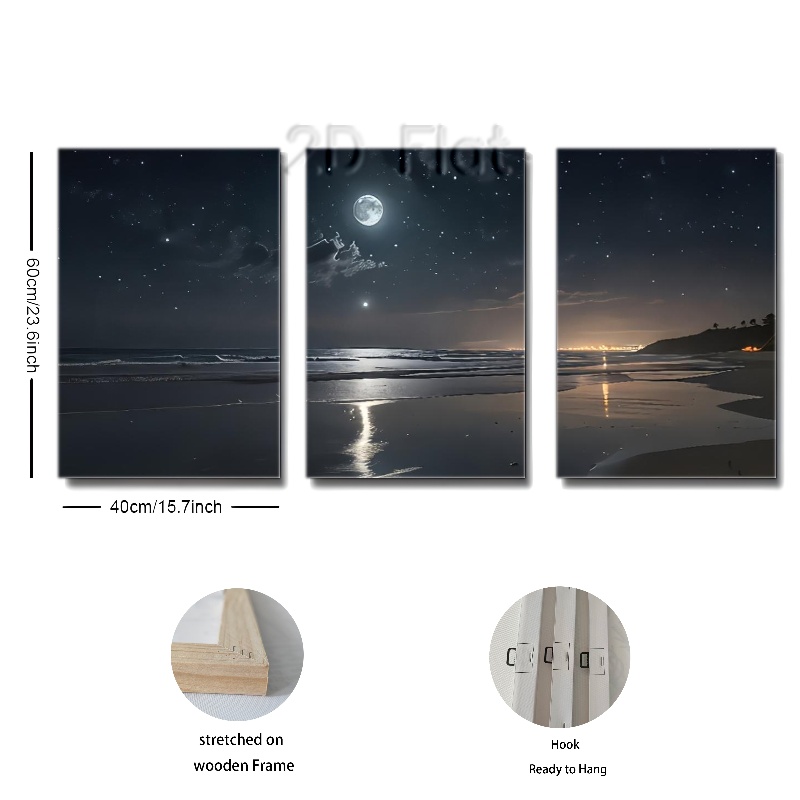 2D Flat
60cm/23.6inch
40cm/15.7inch
stretched on
wooden Frame
Hook
Ready to Hang